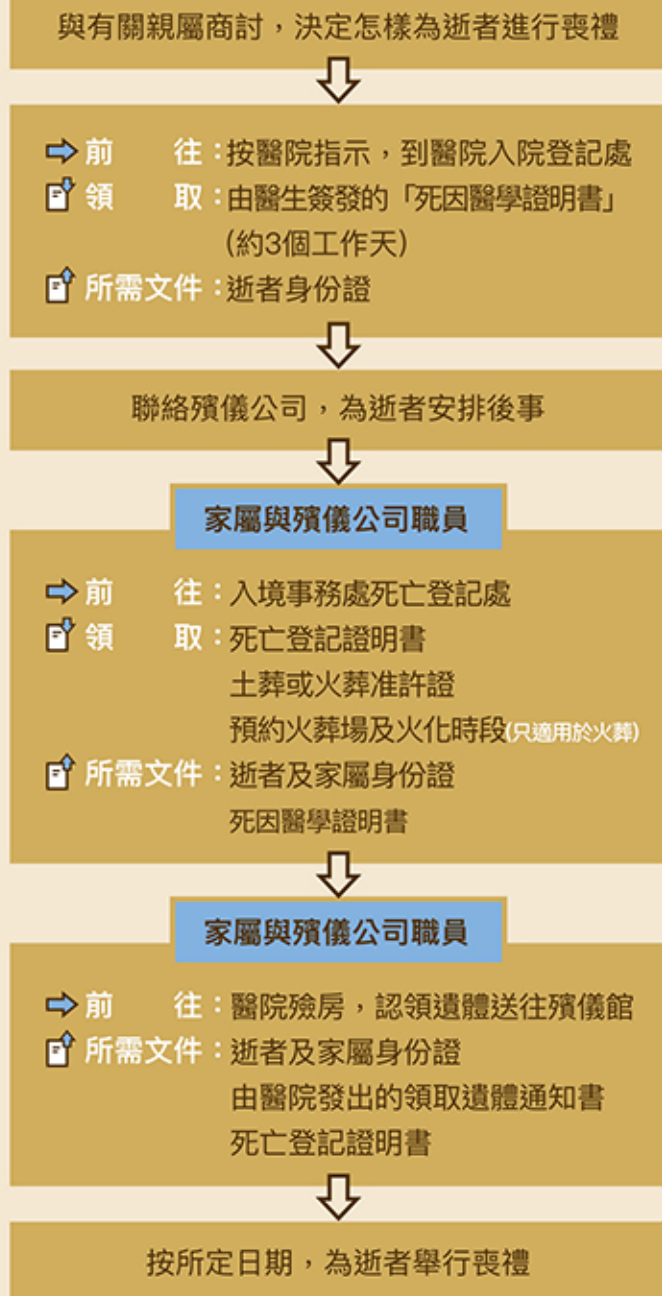 與有關親屬商討，決定怎樣為逝者進行喪禮
前 往：按醫院指示，到醫院入院登記處
領 取：由醫生簽發的「死因醫學證明書」
(約3個工作天)
所需文件：逝者身份證
聯絡殯儀公司，為逝者安排後事
家屬與殯儀公司職員
前 往：入境事務處死亡登記處
領 取：死亡登記證明書
土葬或火葬准許證
預約火葬場及火化時段(只適用於火葬)
所需文件：逝者及家屬身份證
死因醫學證明書
家屬與殯儀公司職員
前 往：醫院殮房，認領遺體送往殯儀館
所需文件：逝者及家屬身份證
由醫院發出的領取遺體通知書
死亡登記證明書
按所定日期，為逝者舉行喪禮